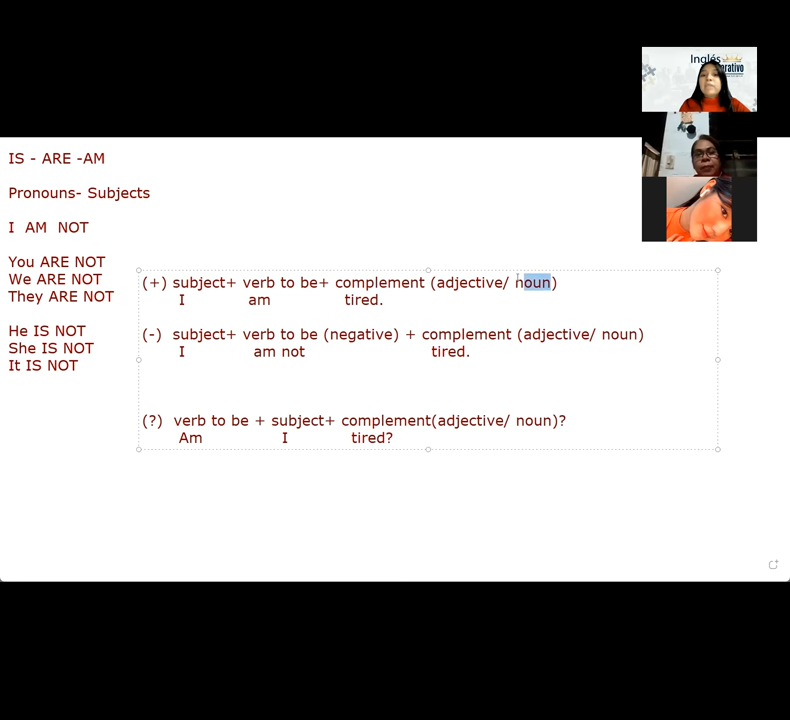 Inglés
IS - ARE -AM
Pronouns- Subjects
I AM NOT
You ARE NOT
We ARE NOT
They ARE NOT
He IS NOT
She IS NOT
It IS NOT
(+) subject+ verb to be+ complement (adjective/ noun)
I am tired.
(-) subject+ verb to be (negative) + complement (adjective/ noun)
I am not tired.
(?) verb to be + subject+ complement(adjective/ noun)?
Am I tired?